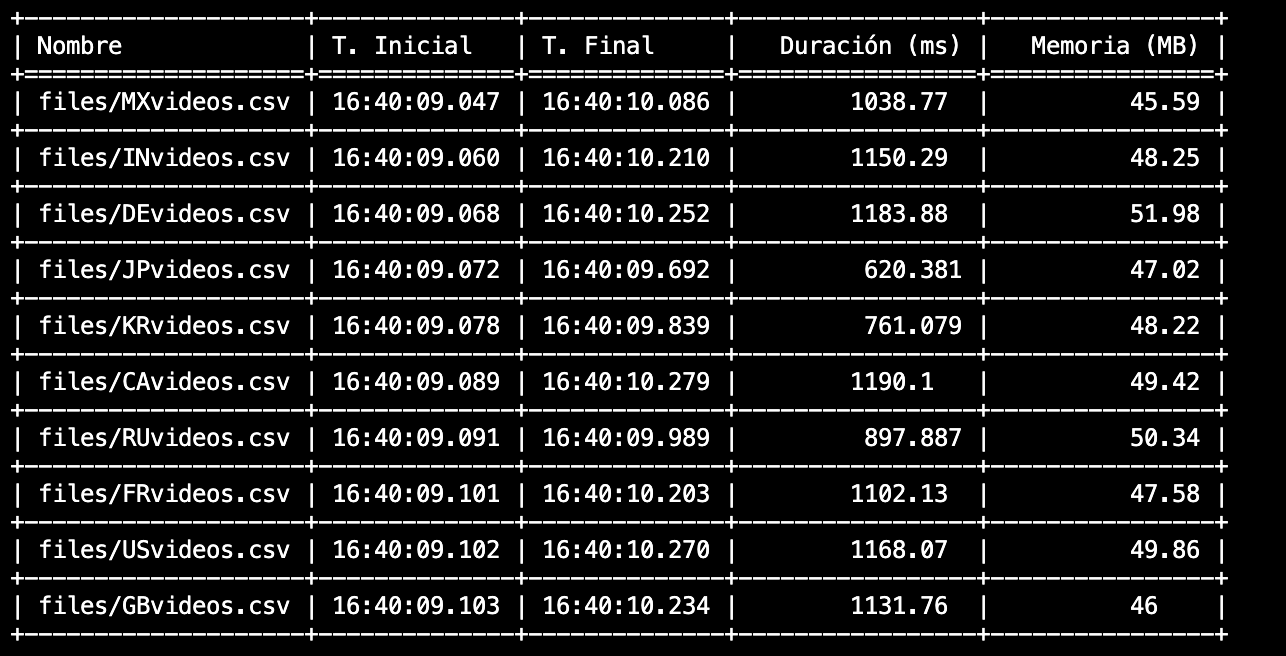 +--------------------+--------------+--------------+-----------------+----------------+
| Nombre             | T. Inicial   | T. Final     |   Duración (ms) |   Memoria (MB) |
+====================+==============+==============+=================+================+
| files/MXvideos.csv | 16:40:09.047 | 16:40:10.086 |        1038.77  |          45.59 |
+--------------------+--------------+--------------+-----------------+----------------+
| files/INvideos.csv | 16:40:09.060 | 16:40:10.210 |        1150.29  |          48.25 |
+--------------------+--------------+--------------+-----------------+----------------+
| files/DEvideos.csv | 16:40:09.068 | 16:40:10.252 |        1183.88  |          51.98 |
+--------------------+--------------+--------------+-----------------+----------------+
| files/JPvideos.csv | 16:40:09.072 | 16:40:09.692 |         620.381 |          47.02 |
+--------------------+--------------+--------------+-----------------+----------------+
| files/KRvideos.csv | 16:40:09.078 | 16:40:09.839 |         761.079 |          48.22 |
+--------------------+--------------+--------------+-----------------+----------------+
| files/CAvideos.csv | 16:40:09.089 | 16:40:10.279 |        1190.1   |          49.42 |
+--------------------+--------------+--------------+-----------------+----------------+
| files/RUvideos.csv | 16:40:09.091 | 16:40:09.989 |         897.887 |          50.34 |
+--------------------+--------------+--------------+-----------------+----------------+
| files/FRvideos.csv | 16:40:09.101 | 16:40:10.203 |        1102.13  |          47.58 |
+--------------------+--------------+--------------+-----------------+----------------+
| files/USvideos.csv | 16:40:09.102 | 16:40:10.270 |        1168.07  |          49.86 |
+--------------------+--------------+--------------+-----------------+----------------+
| files/GBvideos.csv | 16:40:09.103 | 16:40:10.234 |        1131.76  |          46    |
+--------------------+--------------+--------------+-----------------+----------------+